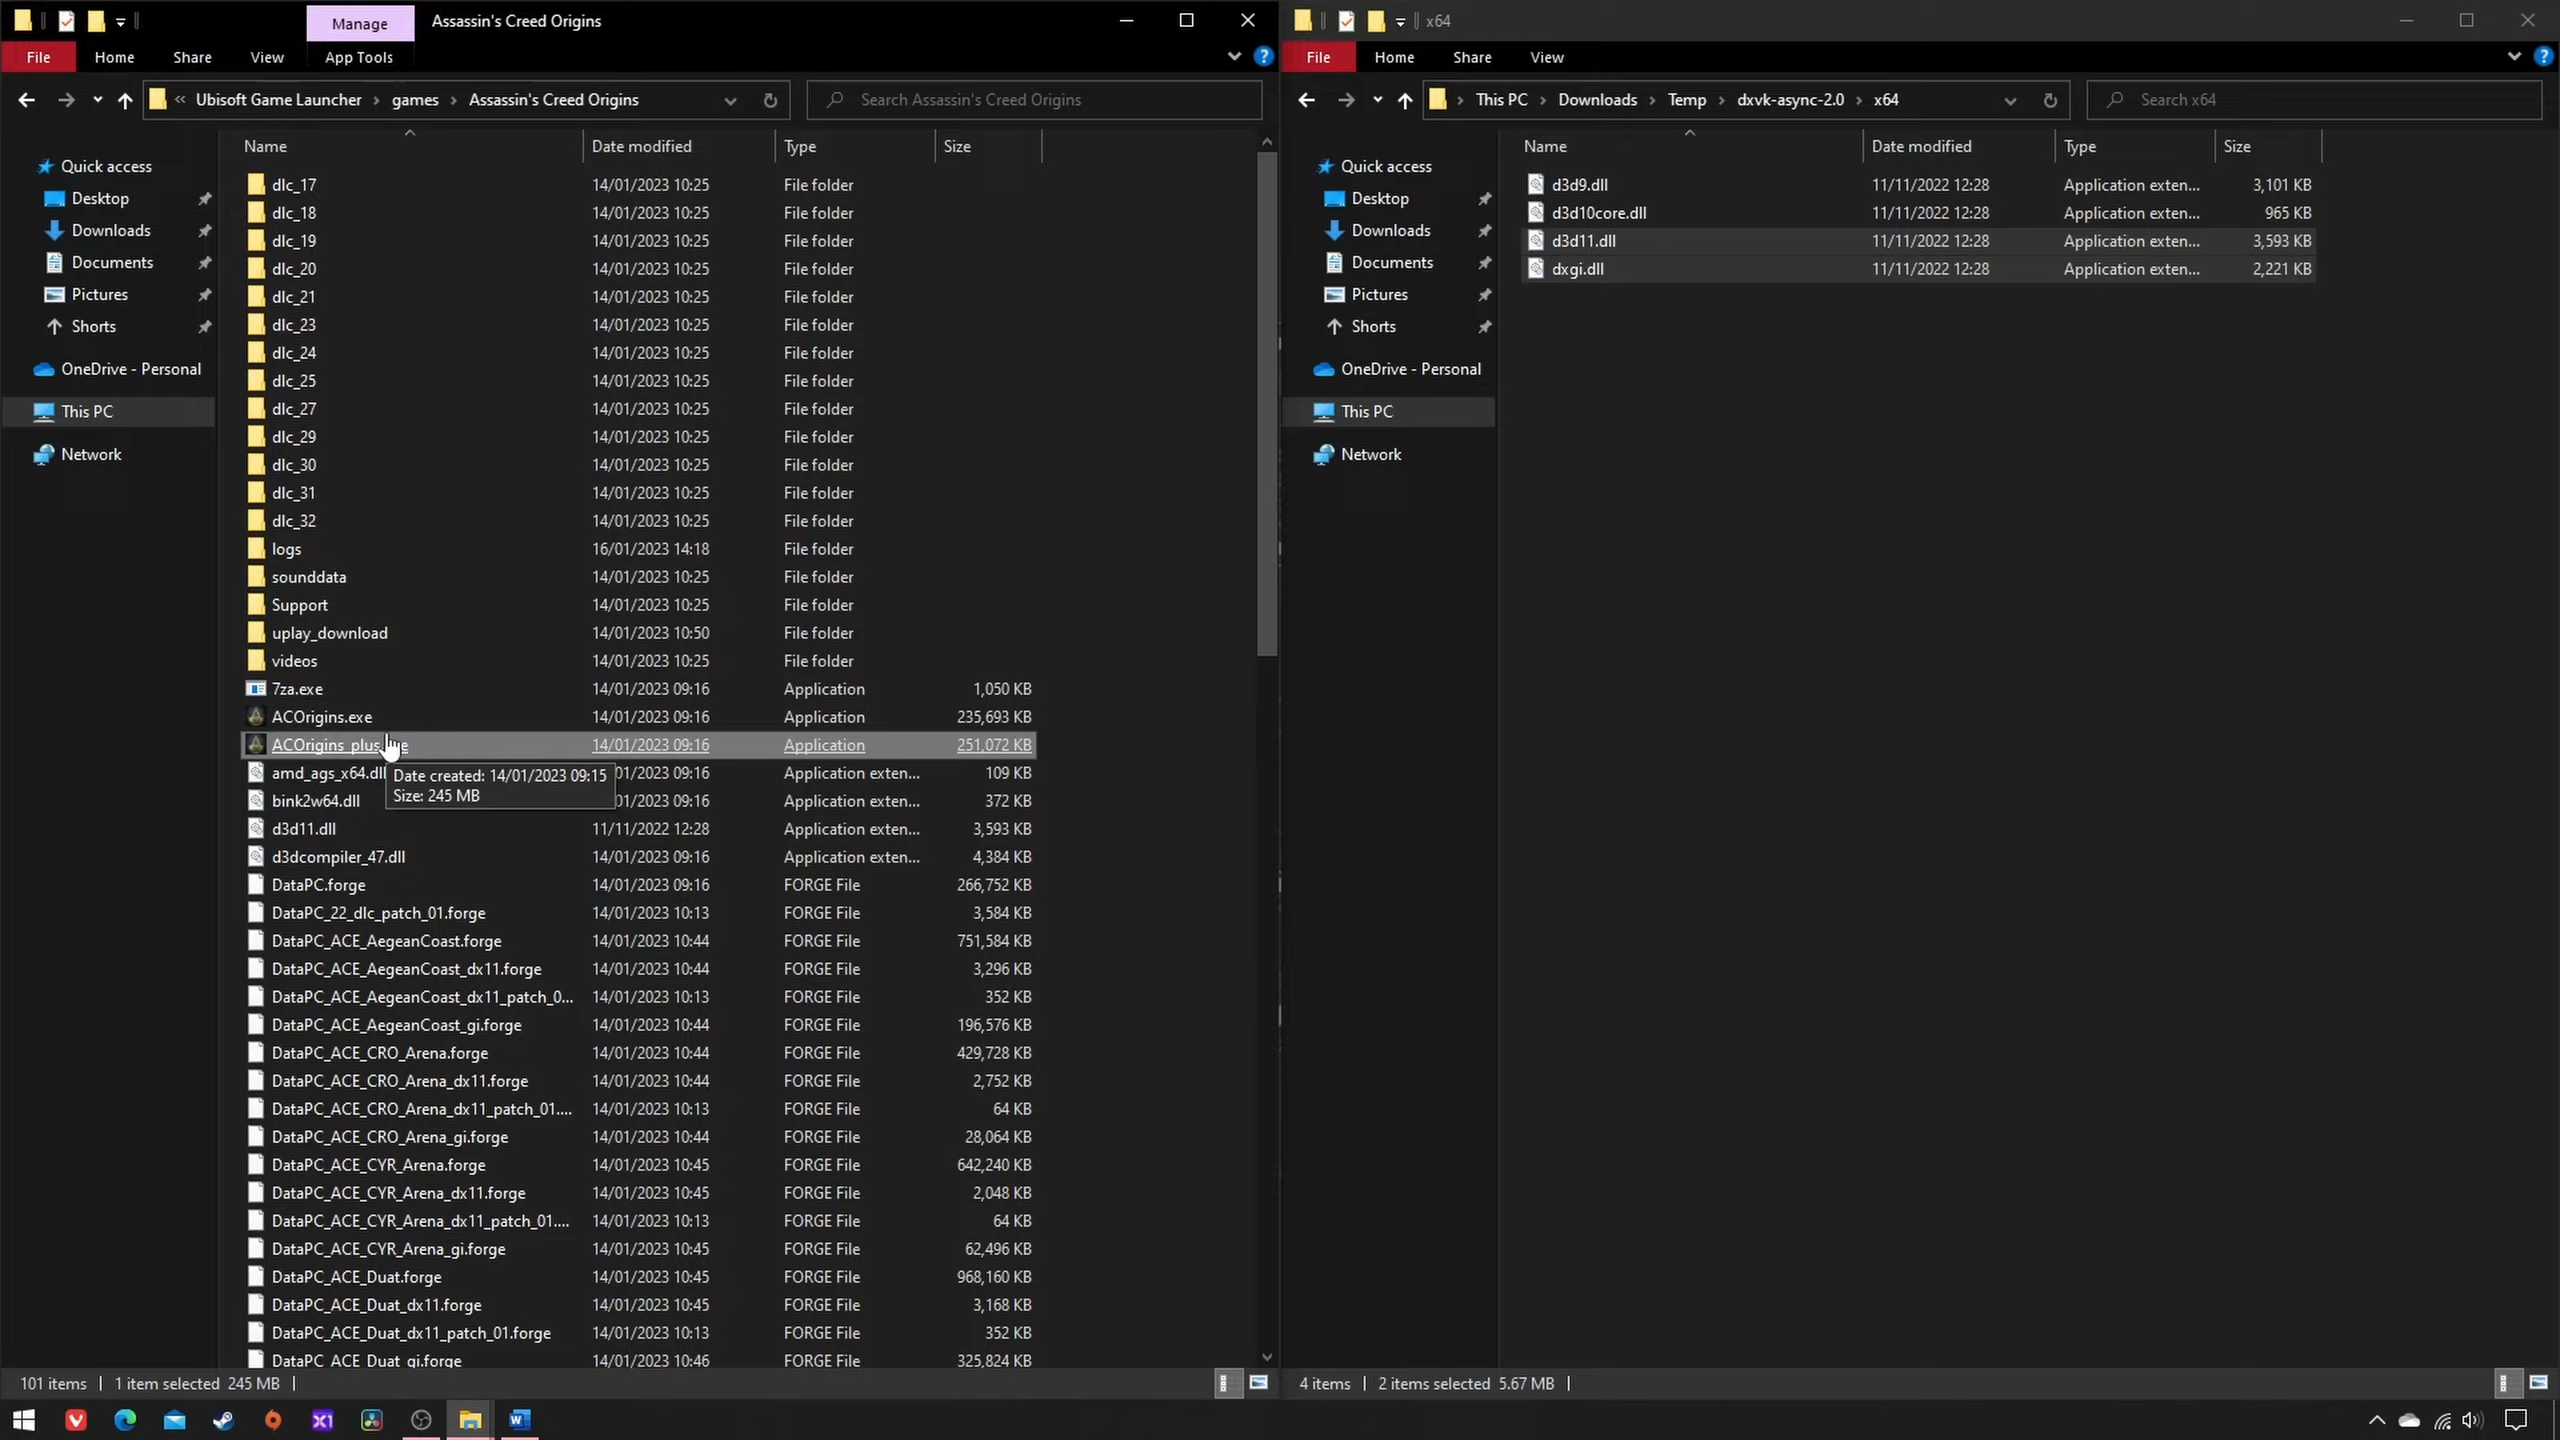 Manage
Assassin's Creed Origins
File
Home
Share
View
App Tools
Ubisoft Game Launcher
games
Assassin's Creed Origins
Search Assassin's Creed Origins
Name
Date modified
Type
Size
Quick access
Desktop
Downloads
Documents
Pictures
Shorts
OneDrive - Personal
This PC
Network
dlc_17 14/01/2023 10:25 File folder
dlc_18 14/01/2023 10:25 File folder
dlc_19 14/01/2023 10:25 File folder
dlc_20 14/01/2023 10:25 File folder
dlc_21 14/01/2023 10:25 File folder
dlc_23 14/01/2023 10:25 File folder
dlc_24 14/01/2023 10:25 File folder
dlc_25 14/01/2023 10:25 File folder
dlc_27 14/01/2023 10:25 File folder
dlc_29 14/01/2023 10:25 File folder
dlc_30 14/01/2023 10:25 File folder
dlc_31 14/01/2023 10:25 File folder
dlc_32 14/01/2023 10:25 File folder
logs 16/01/2023 14:18 File folder
sounddata 14/01/2023 10:25 File folder
Support 14/01/2023 10:25 File folder
uplay_download 14/01/2023 10:50 File folder
videos 14/01/2023 10:25 File folder
7za.exe 14/01/2023 09:16 Application 1,050 KB
ACOrigins.exe 14/01/2023 09:16 Application 235,693 KB
ACOrigins_plus 14/01/2023 09:16 Application 251,072 KB
amd_ags_x64.dll 01/2023 09:16 Application exten... 109 KB
Date created: 14/01/2023 09:15
Size: 245 MB
bink2w64.dll 01/2023 09:16 Application exten... 372 KB
d3d11.dll 11/11/2022 12:28 Application exten... 3,593 KB
d3dcompiler_47.dll 14/01/2023 09:16 Application exten... 4,384 KB
DataPC.forge 14/01/2023 09:16 FORGE File 266,752 KB
DataPC_22_dlc_patch_01.forge 14/01/2023 10:13 FORGE File 3,584 KB
DataPC_ACE_AegeanCoast.forge 14/01/2023 10:44 FORGE File 751,584 KB
DataPC_ACE_AegeanCoast_dx11.forge 14/01/2023 10:44 FORGE File 3,296 KB
DataPC_ACE_AegeanCoast_dx11_patch_0... 14/01/2023 10:13 FORGE File 352 KB
DataPC_ACE_AegeanCoast_gi.forge 14/01/2023 10:44 FORGE File 196,576 KB
DataPC_ACE_CRO_Arena.forge 14/01/2023 10:44 FORGE File 429,728 KB
DataPC_ACE_CRO_Arena_dx11.forge 14/01/2023 10:44 FORGE File 2,752 KB
DataPC_ACE_CRO_Arena_dx11_patch_01.... 14/01/2023 10:13 FORGE File 64 KB
DataPC_ACE_CRO_Arena_gi.forge 14/01/2023 10:44 FORGE File 28,064 KB
DataPC_ACE_CYR_Arena.forge 14/01/2023 10:45 FORGE File 642,240 KB
DataPC_ACE_CYR_Arena_dx11.forge 14/01/2023 10:45 FORGE File 2,048 KB
DataPC_ACE_CYR_Arena_dx11_patch_01.... 14/01/2023 10:13 FORGE File 64 KB
DataPC_ACE_CYR_Arena_gi.forge 14/01/2023 10:45 FORGE File 62,496 KB
DataPC_ACE_Duat.forge 14/01/2023 10:45 FORGE File 968,160 KB
DataPC_ACE_Duat_dx11.forge 14/01/2023 10:45 FORGE File 3,168 KB
DataPC_ACE_Duat_dx11_patch_01.forge 14/01/2023 10:13 FORGE File 352 KB
DataPC_ACE_Duat_gi.forge 14/01/2023 10:46 FORGE File 325,824 KB
101 items 1 item selected 245 MB
x64
File
Home
Share
View
This PC
Downloads
Temp
dxvk-async-2.0
x64
Search x64
Name
Date modified
Type
Size
Quick access
Desktop
Downloads
Documents
Pictures
Shorts
OneDrive - Personal
This PC
Network
d3d9.dll 11/11/2022 12:28 Application exten... 3,101 KB
d3d10core.dll 11/11/2022 12:28 Application exten... 965 KB
d3d11.dll 11/11/2022 12:28 Application exten... 3,593 KB
dxgi.dll 11/11/2022 12:28 Application exten... 2,221 KB
4 items 2 items selected 5.67 MB
X1